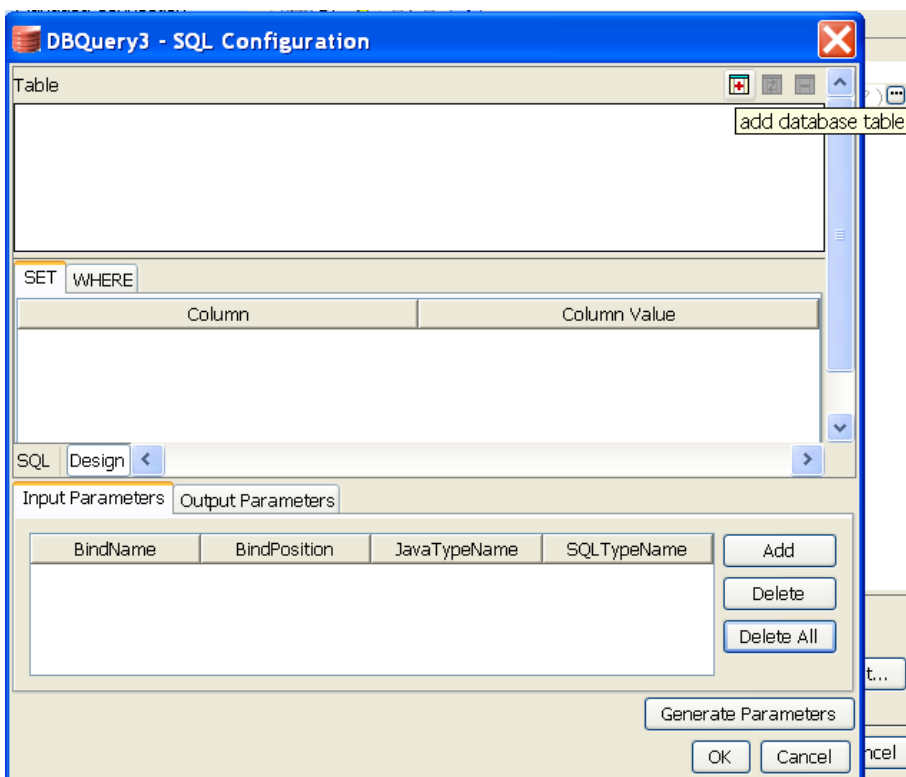 DBQuery3 - SQL Configuration
Table
add database table
SET WHERE
Column Column Value
SQL Design
Input Parameters Output Parameters
BindName BindPosition JavaTypeName SQLTypeName
Add
Delete
Delete All
t...
Generate Parameters
OK Cancel
ncel